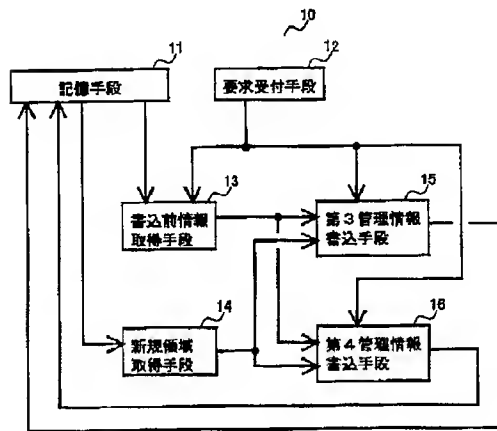 10
11
12
記憶手段
要求受付手段
13
15
書込前情報
取得手段
第3管理情報
書込手段
14
16
新規領域
取得手段
第4管理情報
書込手段